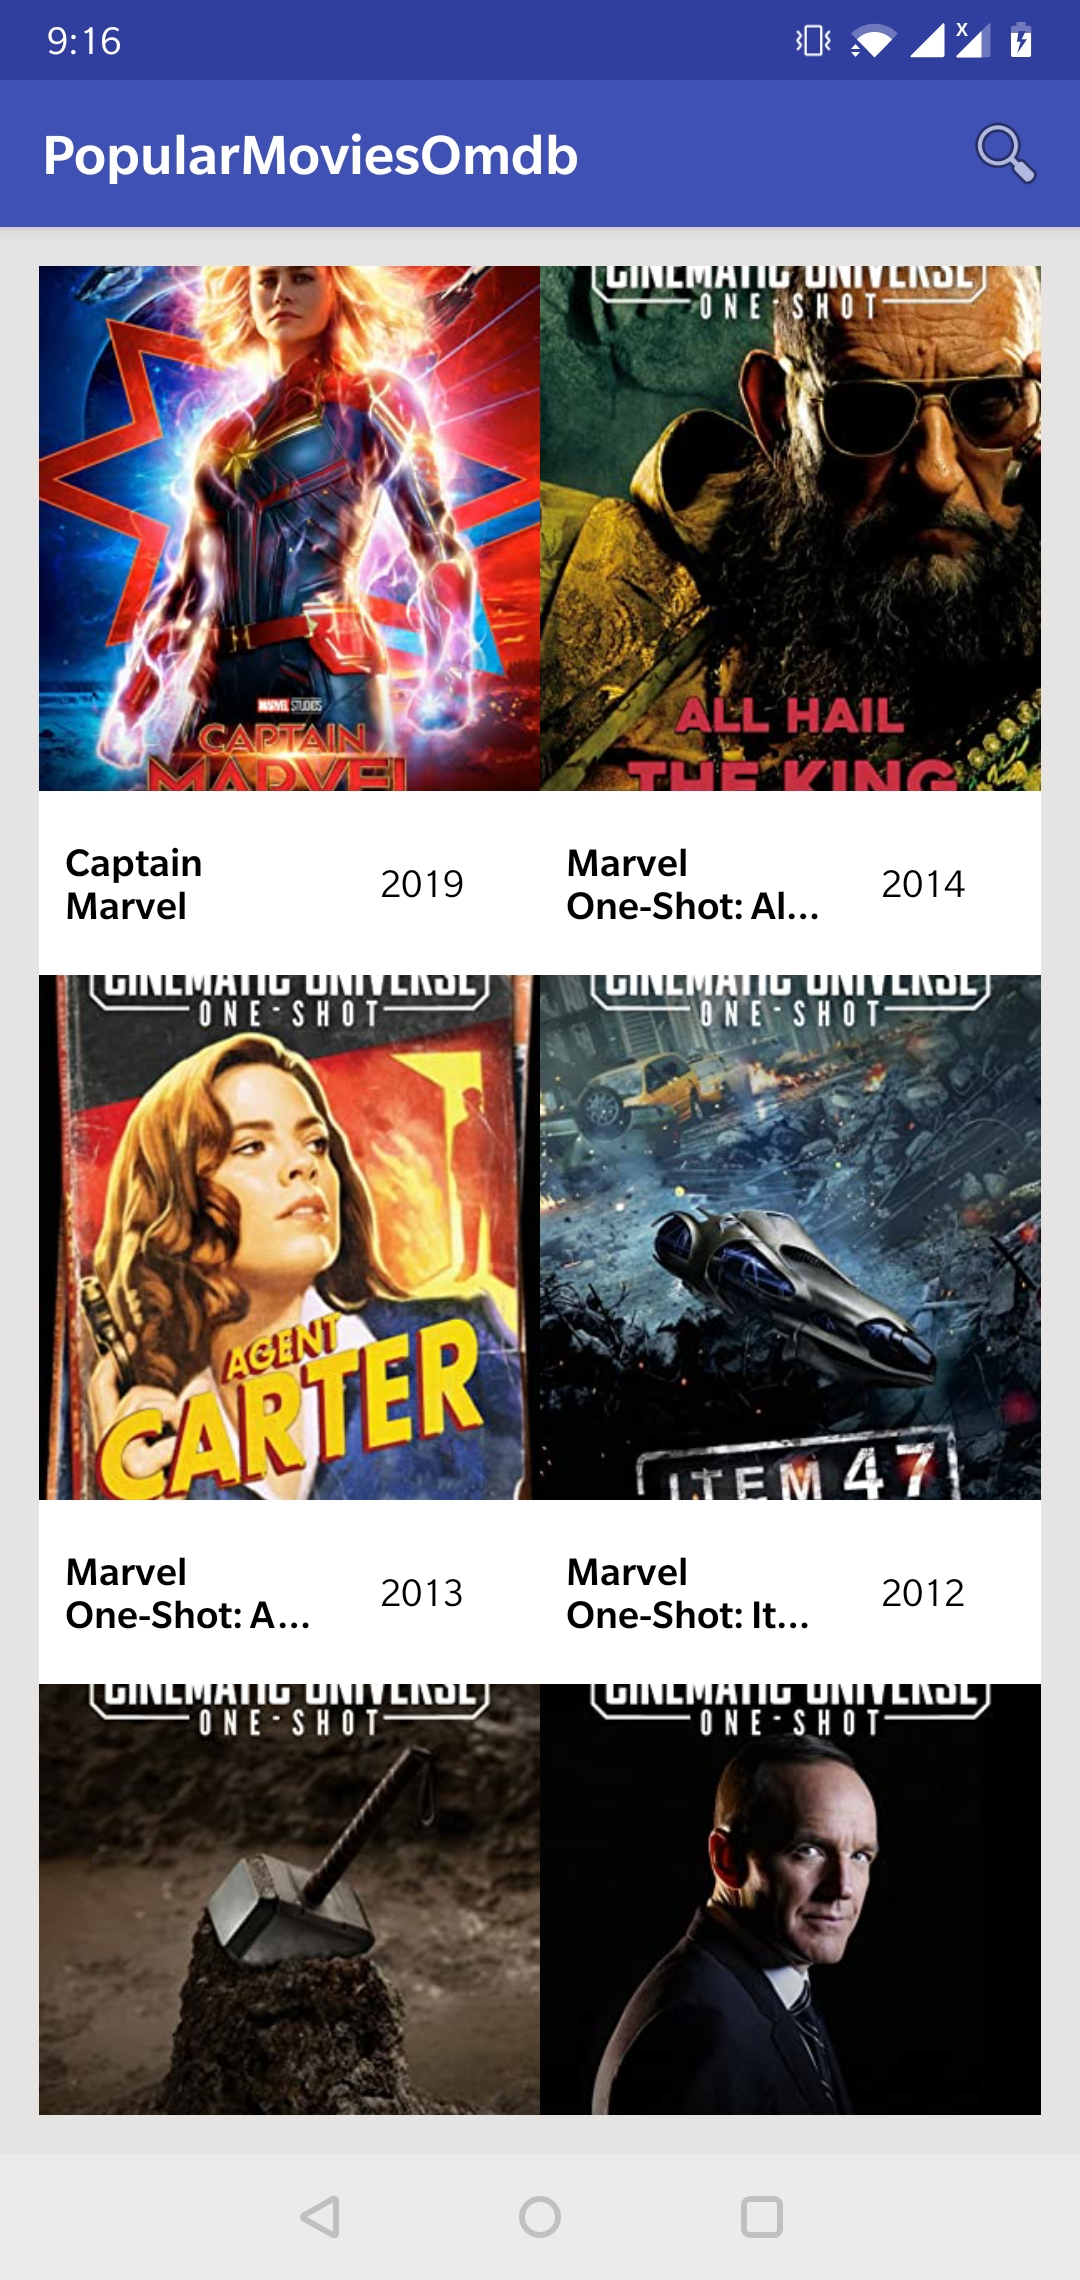 9:16
X
PopularMoviesOmdb
CINEMATIC UNIVERSE
ONE-SHOT
MARVEL STUDIOS
CAPTAIN
MARVEL
ALL HAIL
THE KING
Captain
Marvel
2019
Marvel
One-Shot: Al...
2014
CINEMATIC UNIVERSE
ONE-SHOT
AGENT
CARTER
CINEMATIC UNIVERSE
ONE-SHOT
ITEM 47
Marvel
One-Shot: A...
2013
Marvel
One-Shot: It...
2012
CINEMATIC UNIVERSE
ONE-SHOT
CINEMATIC UNIVERSE
ONE-SHOT